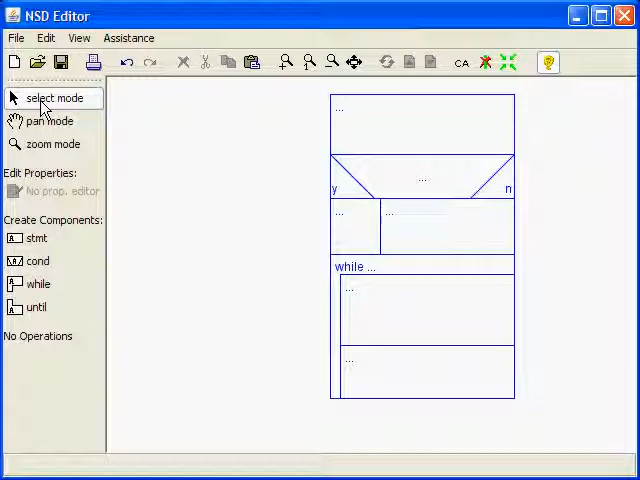 NSD Editor
File Edit View Assistance
CA
select mode
pan mode
zoom mode
Edit Properties:
No prop. editor
Create Components:
stmt
cond
while
until
No Operations
...
...
y n
... ...
while ...
...
...